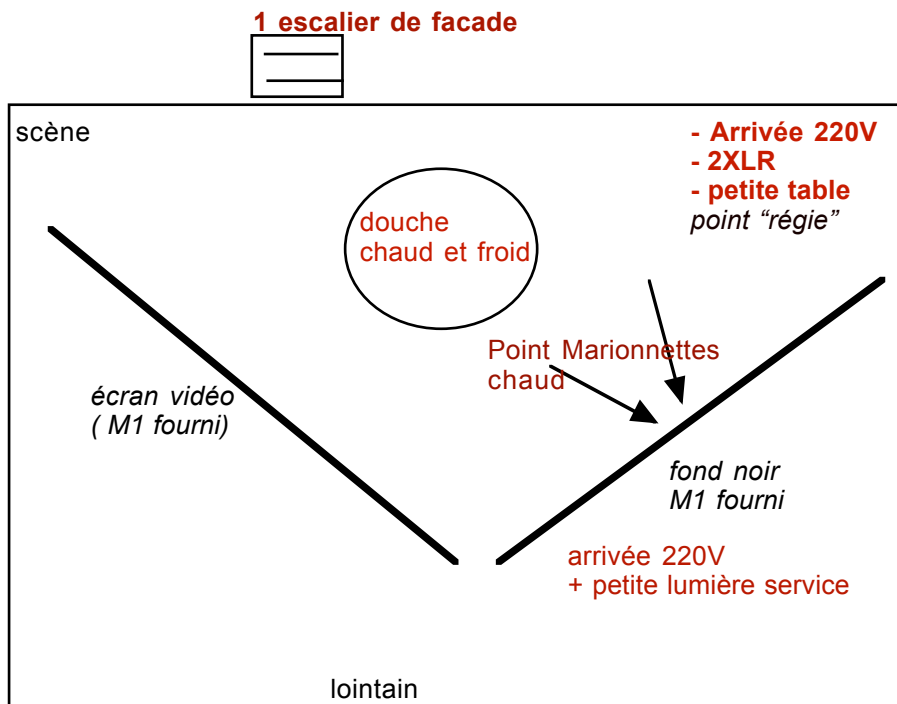 1 escalier de facade
scène
- Arrivée 220V
- 2XLR
- petite table
point “régie”
douche
chaud et froid
Point Marionnettes
chaud
écran vidéo
( M1 fourni)
fond noir
M1 fourni
arrivée 220V
+ petite lumière service
lointain